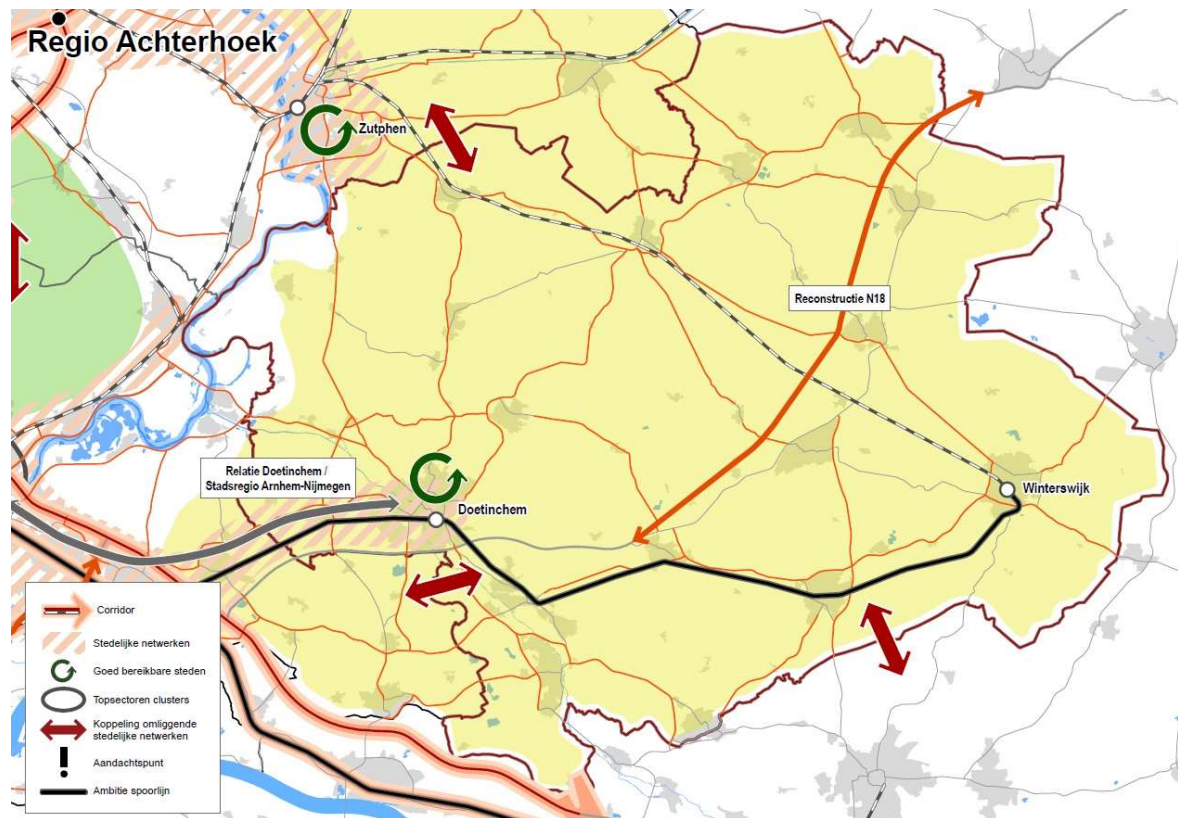 Regio Achterhoek
Zutphen
Reconstructie N18
Relatie Doetinchem /
Stadsregio Arnhem-Nijmegen
Doetinchem
Winterswijk
Corridor
Stedelijke netwerken
Goed bereikbare steden
Topsectoren clusters
Koppeling omliggende
stedelijke netwerken
Aandachtspunt
Ambitie spoorlijn